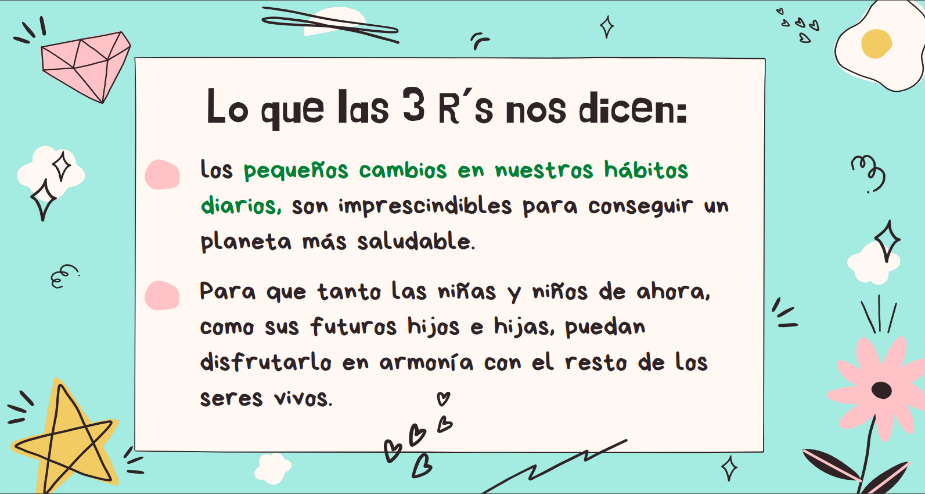 Lo que las 3 R´s nos dicen:
los pequeños cambios en nuestros hábitos
diarios, son imprescindibles para conseguir un
planeta más saludable.
Para que tanto las niñas y niños de ahora,
como sus futuros hijos e hijas, puedan
disfrutarlo en armonía con el resto de los
seres vivos.